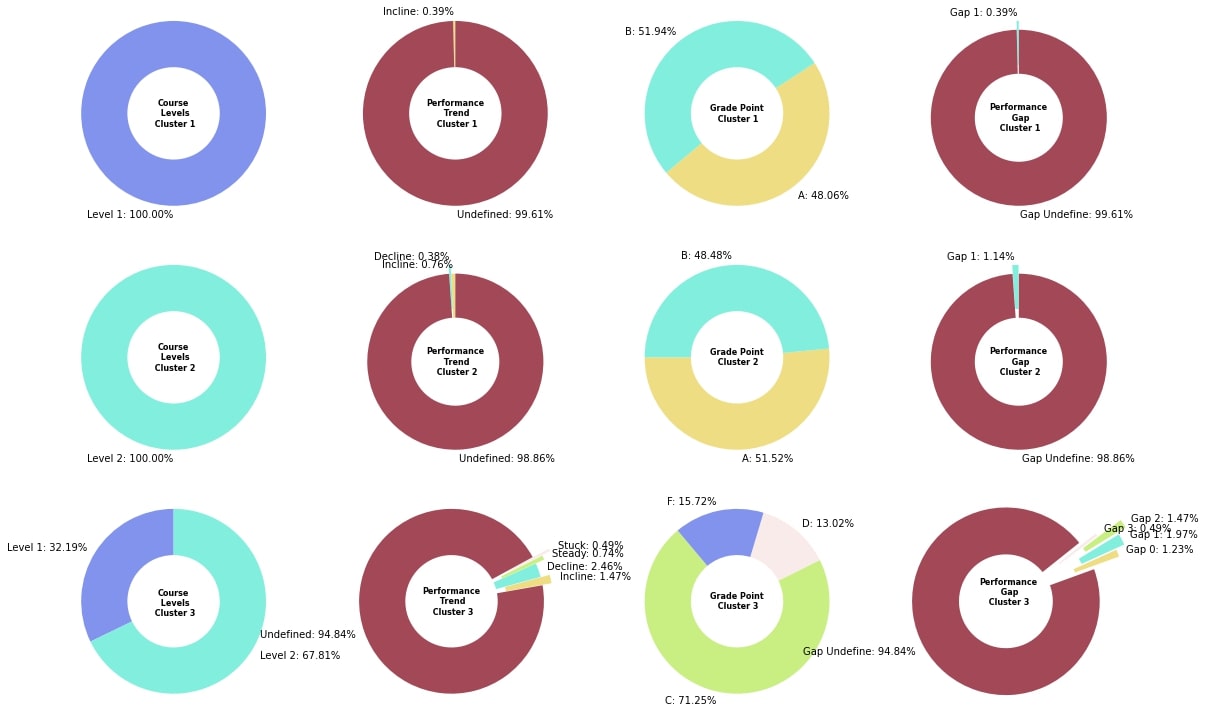 Course
Levels
Cluster 1
Level 1: 100.00%
Incline: 0.39%
Performance
Trend
Cluster 1
Undefined: 99.61%
B: 51.94%
Grade Point
Cluster 1
A: 48.06%
Gap 1: 0.39%
Performance
Gap
Cluster 1
Gap Undefine: 99.61%
Course
Levels
Cluster 2
Level 2: 100.00%
Decline: 0.38%
Incline: 0.76%
Performance
Trend
Cluster 2
Undefined: 98.86%
B: 48.48%
Grade Point
Cluster 2
A: 51.52%
Gap 1: 1.14%
Performance
Gap
Cluster 2
Gap Undefine: 98.86%
Level 1: 32.19%
Course
Levels
Cluster 3
Level 2: 67.81%
Stuck: 0.49%
Steady: 0.74%
Decline: 2.46%
Incline: 1.47%
Performance
Trend
Cluster 3
Undefined: 94.84%
F: 15.72%
D: 13.02%
Grade Point
Cluster 3
C: 71.25%
Gap 2: 1.47%
Gap 3: 0.49%
Gap 1: 1.97%
Gap 0: 1.23%
Performance
Gap
Cluster 3
Gap Undefine: 94.84%